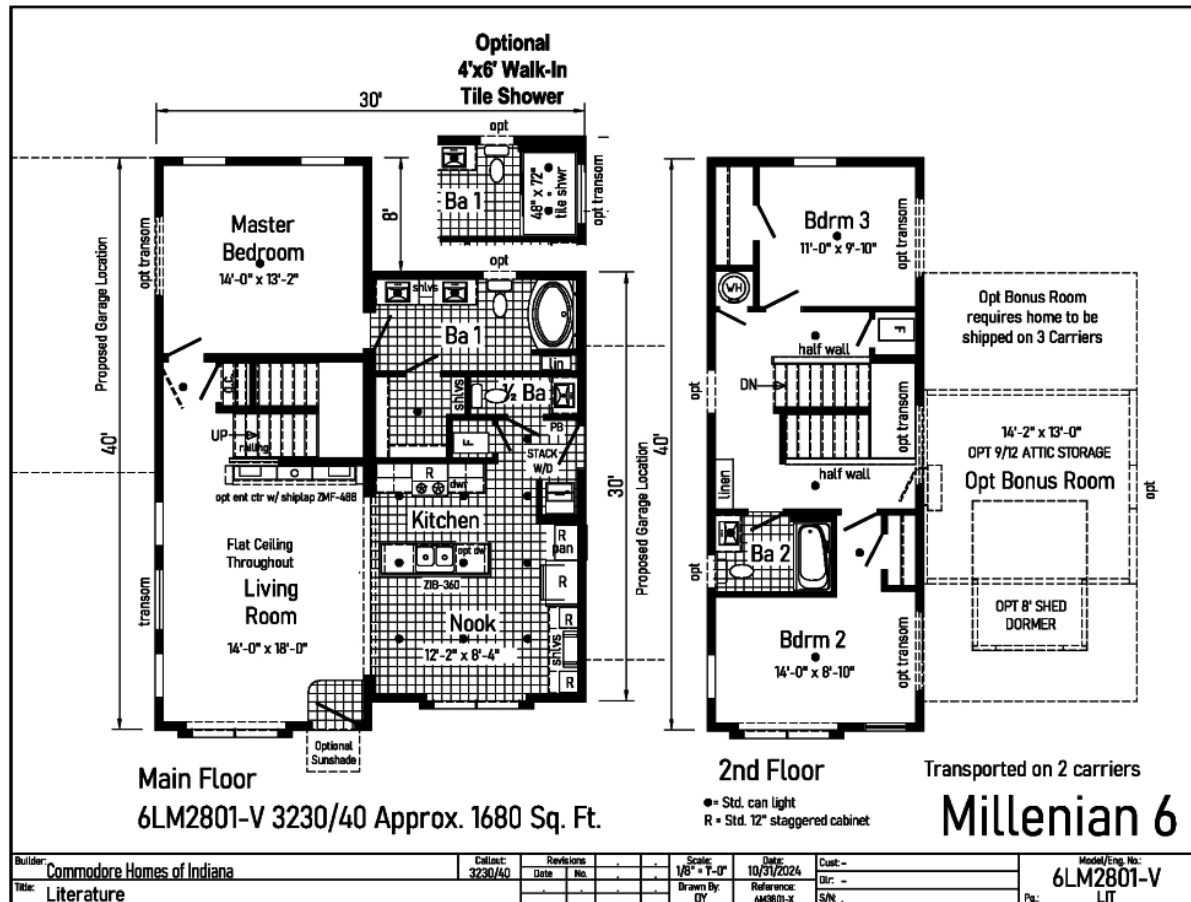 Optional
4'x6' Walk-In
Tile Shower
30'
opt
Ba 1
48" x 72"
tile shwr
opt transom
8'
Master
Bedroom
14'-0" x 13'-2"
opt transom
Proposed Garage Location
40'
opt
shlvs
Ba 1
lin
shlvs
½ Ba
PB
O.C.
UP
railing
F
STACK
W/D
opt ent ctr w/ shiplap ZMF-488
R
dwr
Kitchen
opt dw
ZIB-360
R
pan
R
Flat Ceiling
Throughout
Living
Room
14'-0" x 18'-0"
transom
Nook
12'-2" x 8'-4"
R
shlvs
R
30'
Proposed Garage Location
Optional
Sunshade
Main Floor
6LM2801-V 3230/40 Approx. 1680 Sq. Ft.
40'
Bdrm 3
11'-0" x 9'-10"
opt transom
WH
F
half wall
DN
opt
opt transom
half wall
linen
Ba 2
opt
Bdrm 2
14'-0" x 8'-10"
opt transom
Opt Bonus Room
requires home to be
shipped on 3 Carriers
14'-2" x 13'-0"
OPT 9/12 ATTIC STORAGE
Opt Bonus Room
opt
OPT 8' SHED
DORMER
2nd Floor
● = Std. can light
R = Std. 12" staggered cabinet
Transported on 2 carriers
Millenian 6
Builder: Commodore Homes of Indiana
Title: Literature
Callout:
3230/40
Revisions
Date No.
Scale:
1/8" = 1'-0"
Drawn By:
DY
Date:
10/31/2024
Reference:
6M3801-X
Cust: -
Dlr: -
S/N: .
Model/Eng. No.:
6LM2801-V
Pg.: LIT